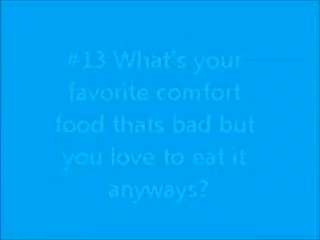 #13 What's your
favorite comfort
food thats bad but
you love to eat it
anyways?